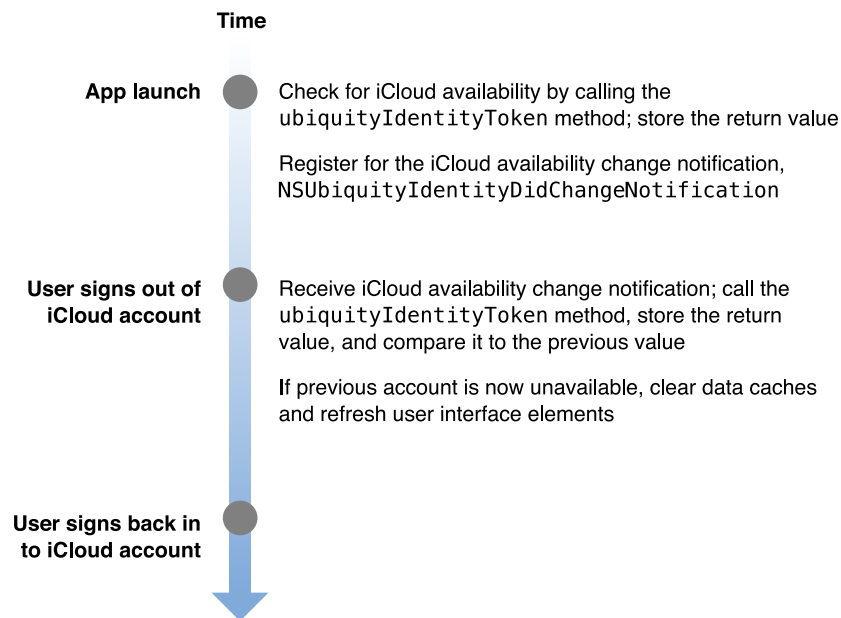 Time
App launch
Check for iCloud availability by calling the
ubiquityIdentityToken method; store the return value
Register for the iCloud availability change notification,
NSUbiquityIdentityDidChangeNotification
User signs out of
iCloud account
Receive iCloud availability change notification; call the
ubiquityIdentityToken method, store the return
value, and compare it to the previous value
If previous account is now unavailable, clear data caches
and refresh user interface elements
User signs back in
to iCloud account